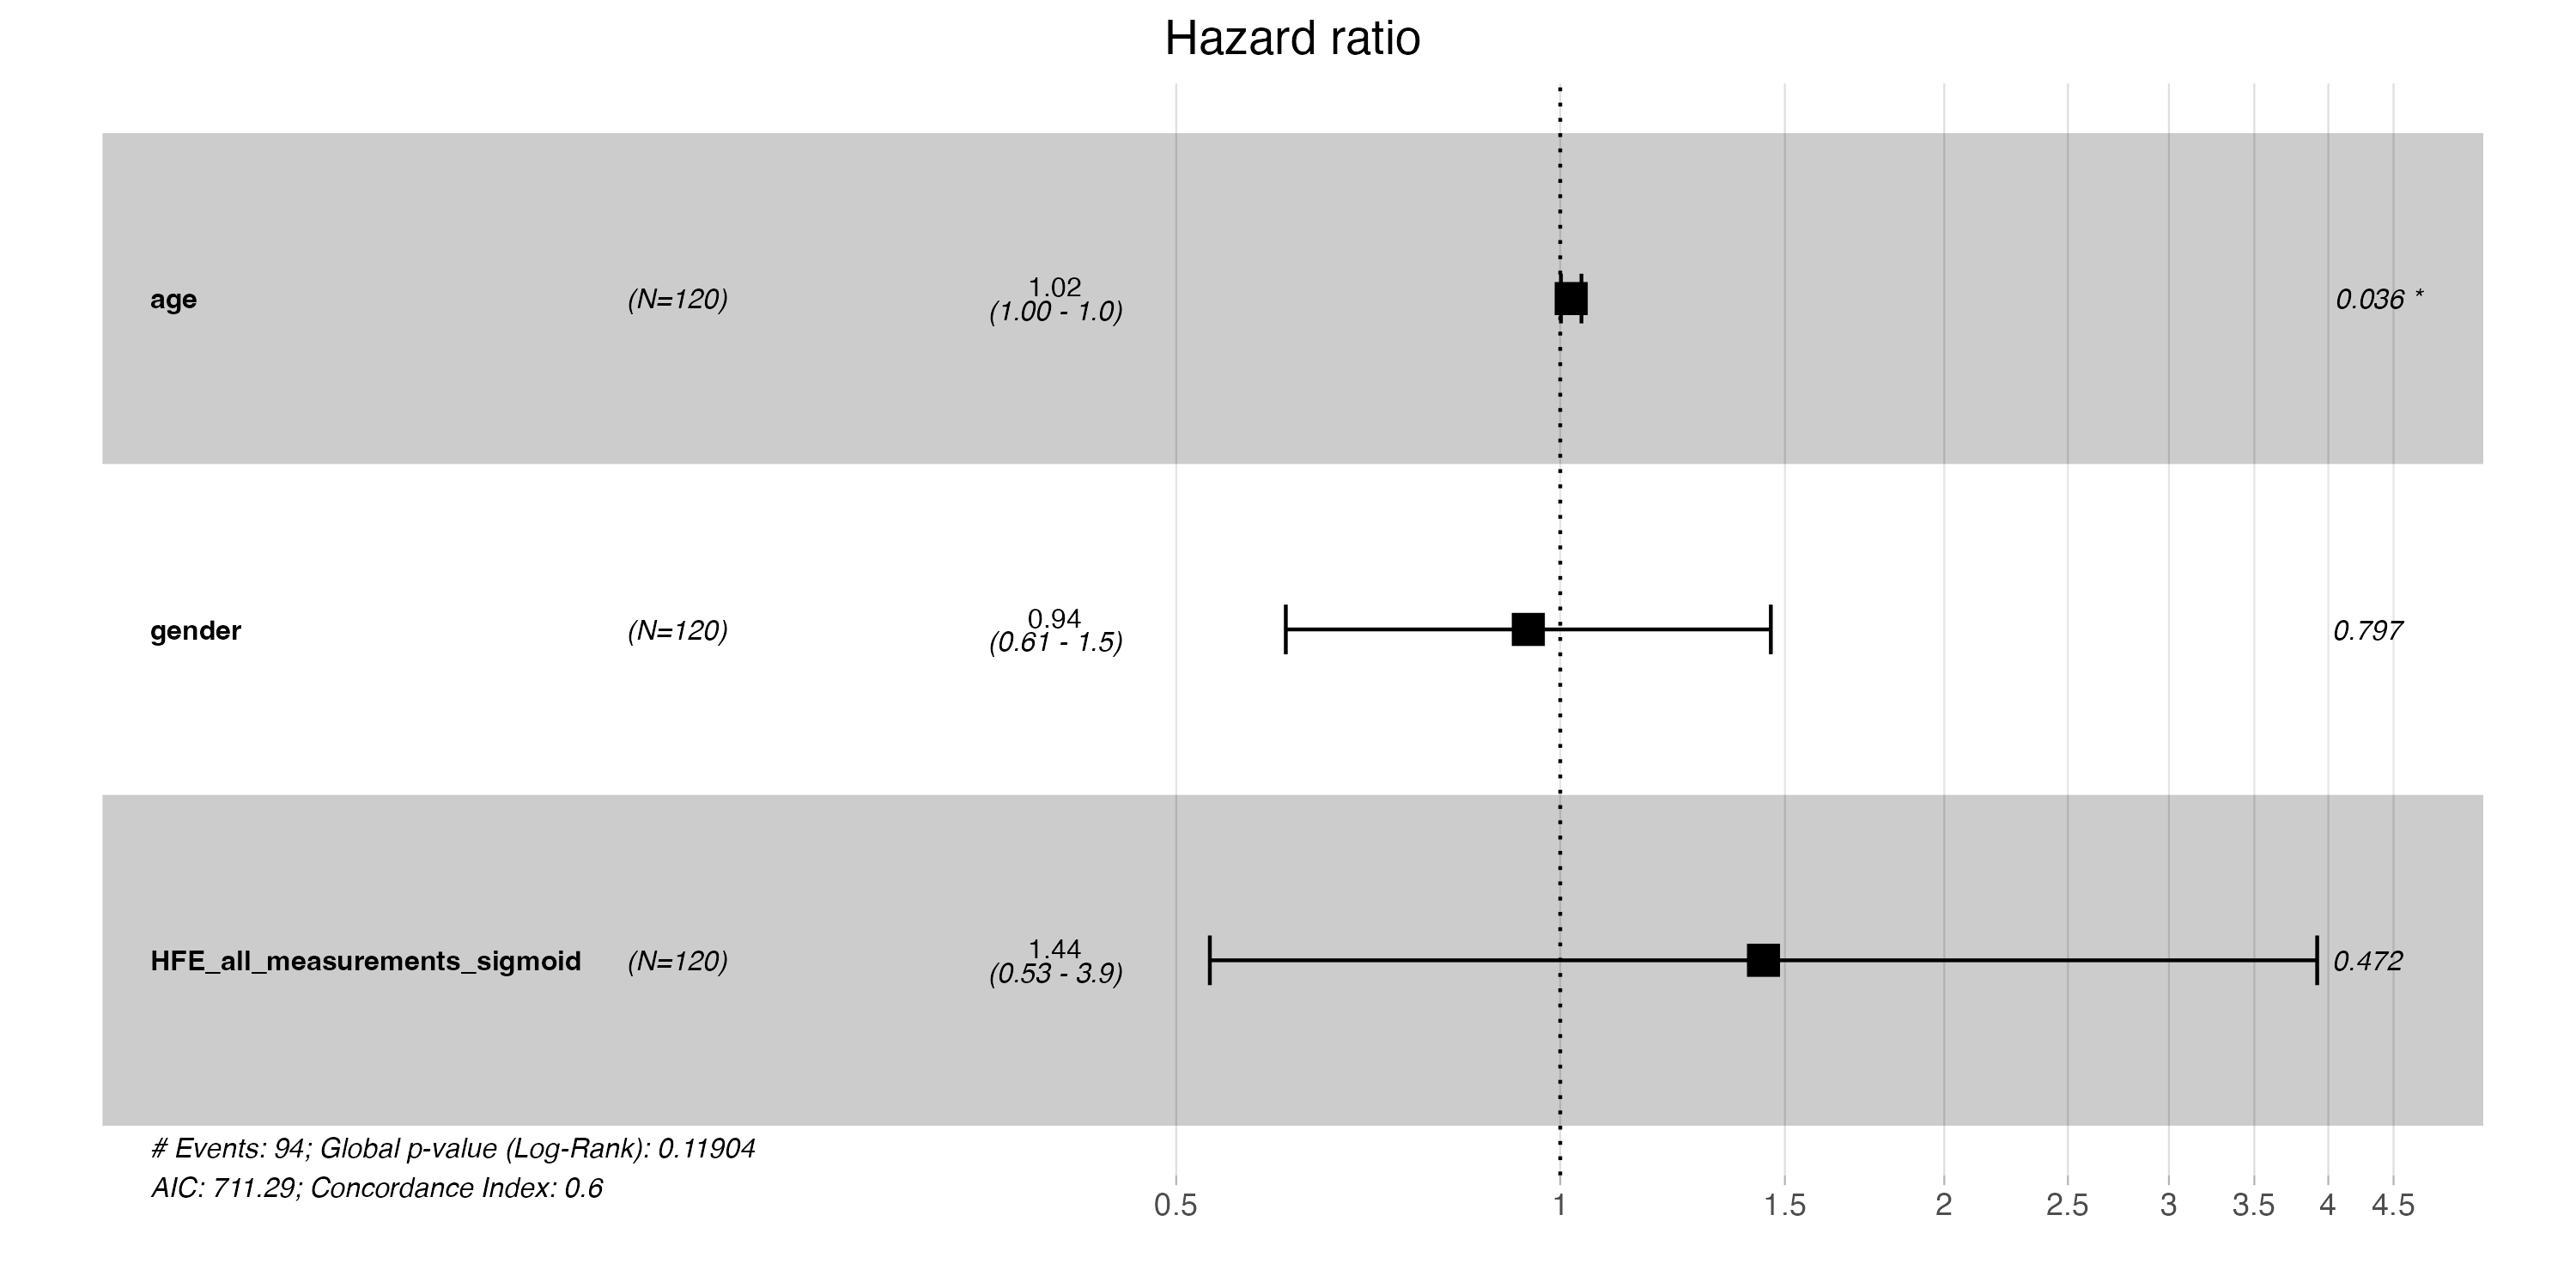 Hazard ratio
age (N=120) 1.02 0.036 *
(1.00 - 1.0)
gender (N=120) 0.94 0.797
(0.61 - 1.5)
HFE_all_measurements_sigmoid (N=120) 1.44 0.472
(0.53 - 3.9)
# Events: 94; Global p-value (Log-Rank): 0.11904
AIC: 711.29; Concordance Index: 0.6
0.5 1 1.5 2 2.5 3 3.5 4 4.5